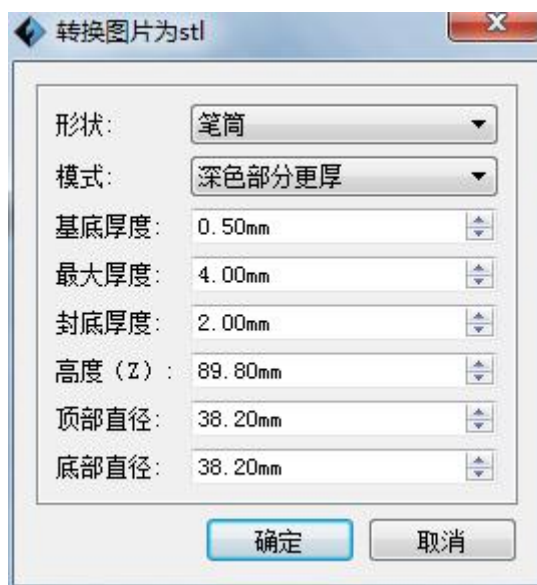 转换图片为stl
形状: 笔筒
模式: 深色部分更厚
基底厚度: 0.50mm
最大厚度: 4.00mm
封底厚度: 2.00mm
高度（Z）: 89.80mm
顶部直径: 38.20mm
底部直径: 38.20mm
确定 取消